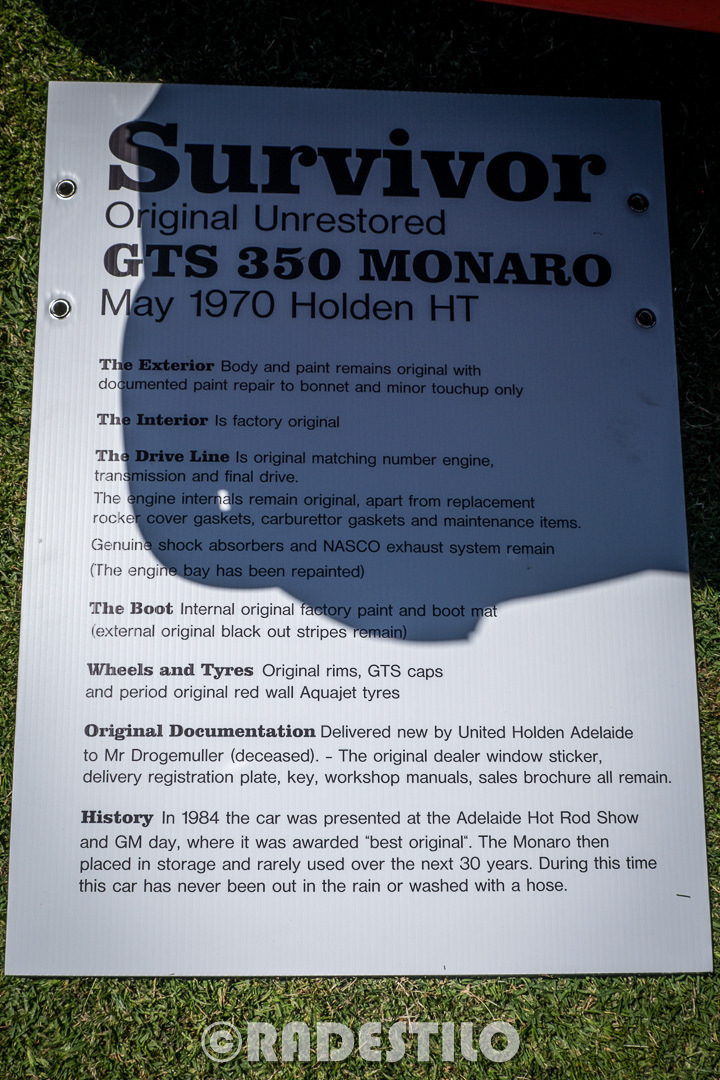 Survivor
Original Unrestored
GTS 350 MONARO
May 1970 Holden HT
The Exterior Body and paint remains original with
documented paint repair to bonnet and minor touchup only
The Interior Is factory original
The Drive Line Is original matching number engine,
transmission and final drive.
The engine internals remain original, apart from replacement
rocker cover gaskets, carburettor gaskets and maintenance items.
Genuine shock absorbers and NASCO exhaust system remain
(The engine bay has been repainted)
The Boot Internal original factory paint and boot mat
(external original black out stripes remain)
Wheels and Tyres Original rims, GTS caps
and period original red wall Aquajet tyres
Original Documentation Delivered new by United Holden Adelaide
to Mr Drogemuller (deceased). - The original dealer window sticker,
delivery registration plate, key, workshop manuals, sales brochure all remain.
History In 1984 the car was presented at the Adelaide Hot Rod Show
and GM day, where it was awarded "best original". The Monaro then
placed in storage and rarely used over the next 30 years. During this time
this car has never been out in the rain or washed with a hose.
©RADESTILO